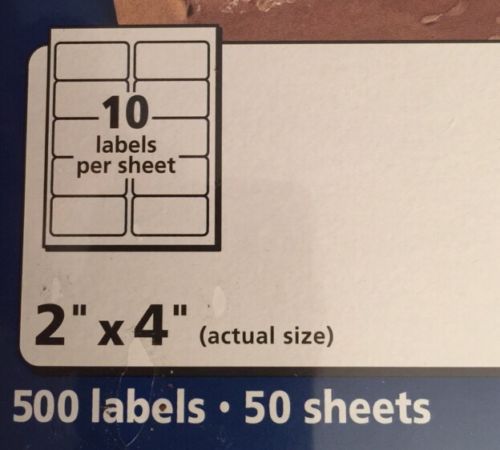 10
labels
per sheet
2" x 4" (actual size)
500 labels • 50 sheets